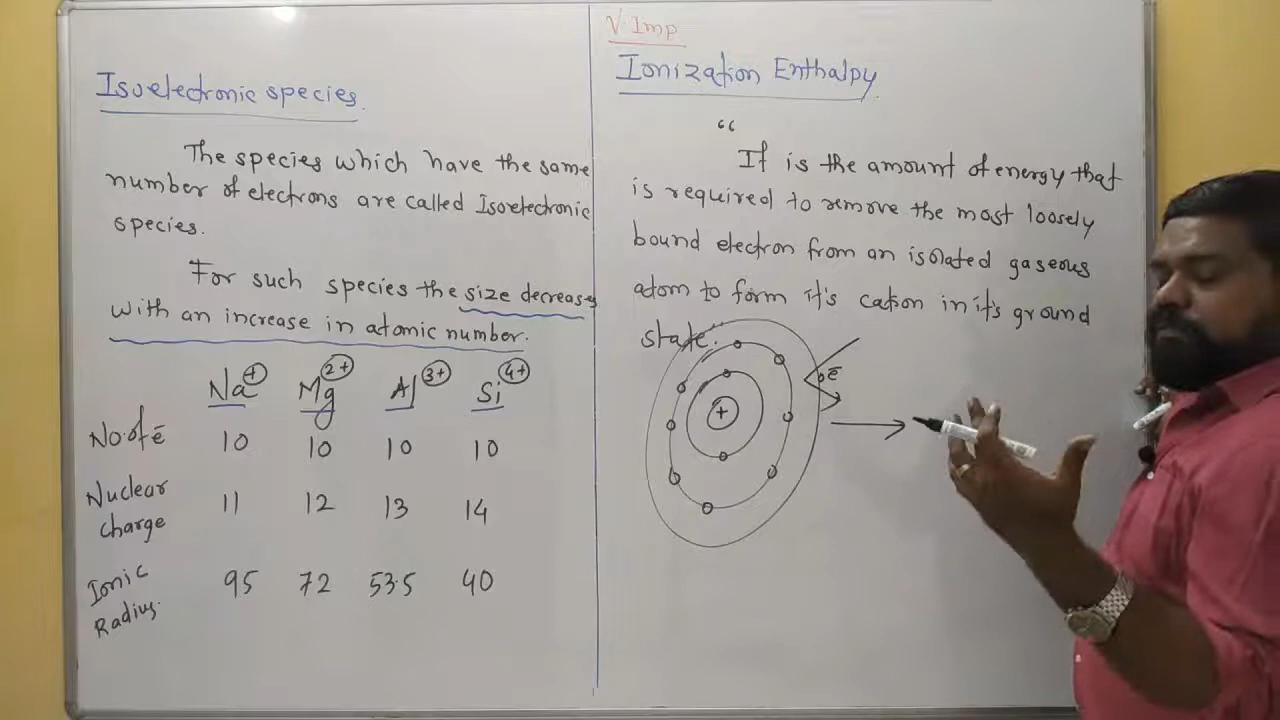 Isoelectronic species.
The species which have the same
number of electrons are called Isoelectronic
species.
For such species the size decreases
with an increase in atomic number.
Na+ Mg2+ Al3+ Si4+
No.of ē 10 10 10 10
Nuclear charge 11 12 13 14
Ionic Radius. 95 72 53.5 40
V. Imp
Ionization Enthalpy.
“ It is the amount of energy that
is required to remove the most loosely
bound electron from an isolated gaseous
atom to form it's cation in it's ground
state.”
+
ē